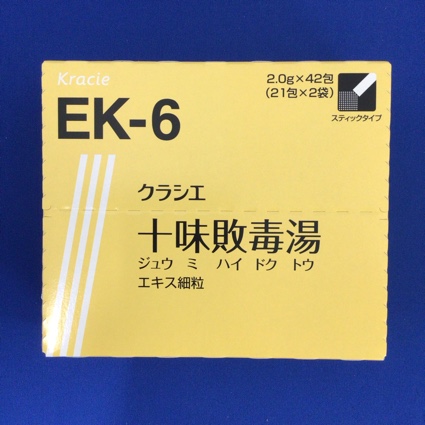 Kracie
2.0g×42包
(21包×2袋)
EK-6
スティックタイプ
クラシエ
十味敗毒湯
ジュウ ミ ハイ ドク トウ
エキス細粒